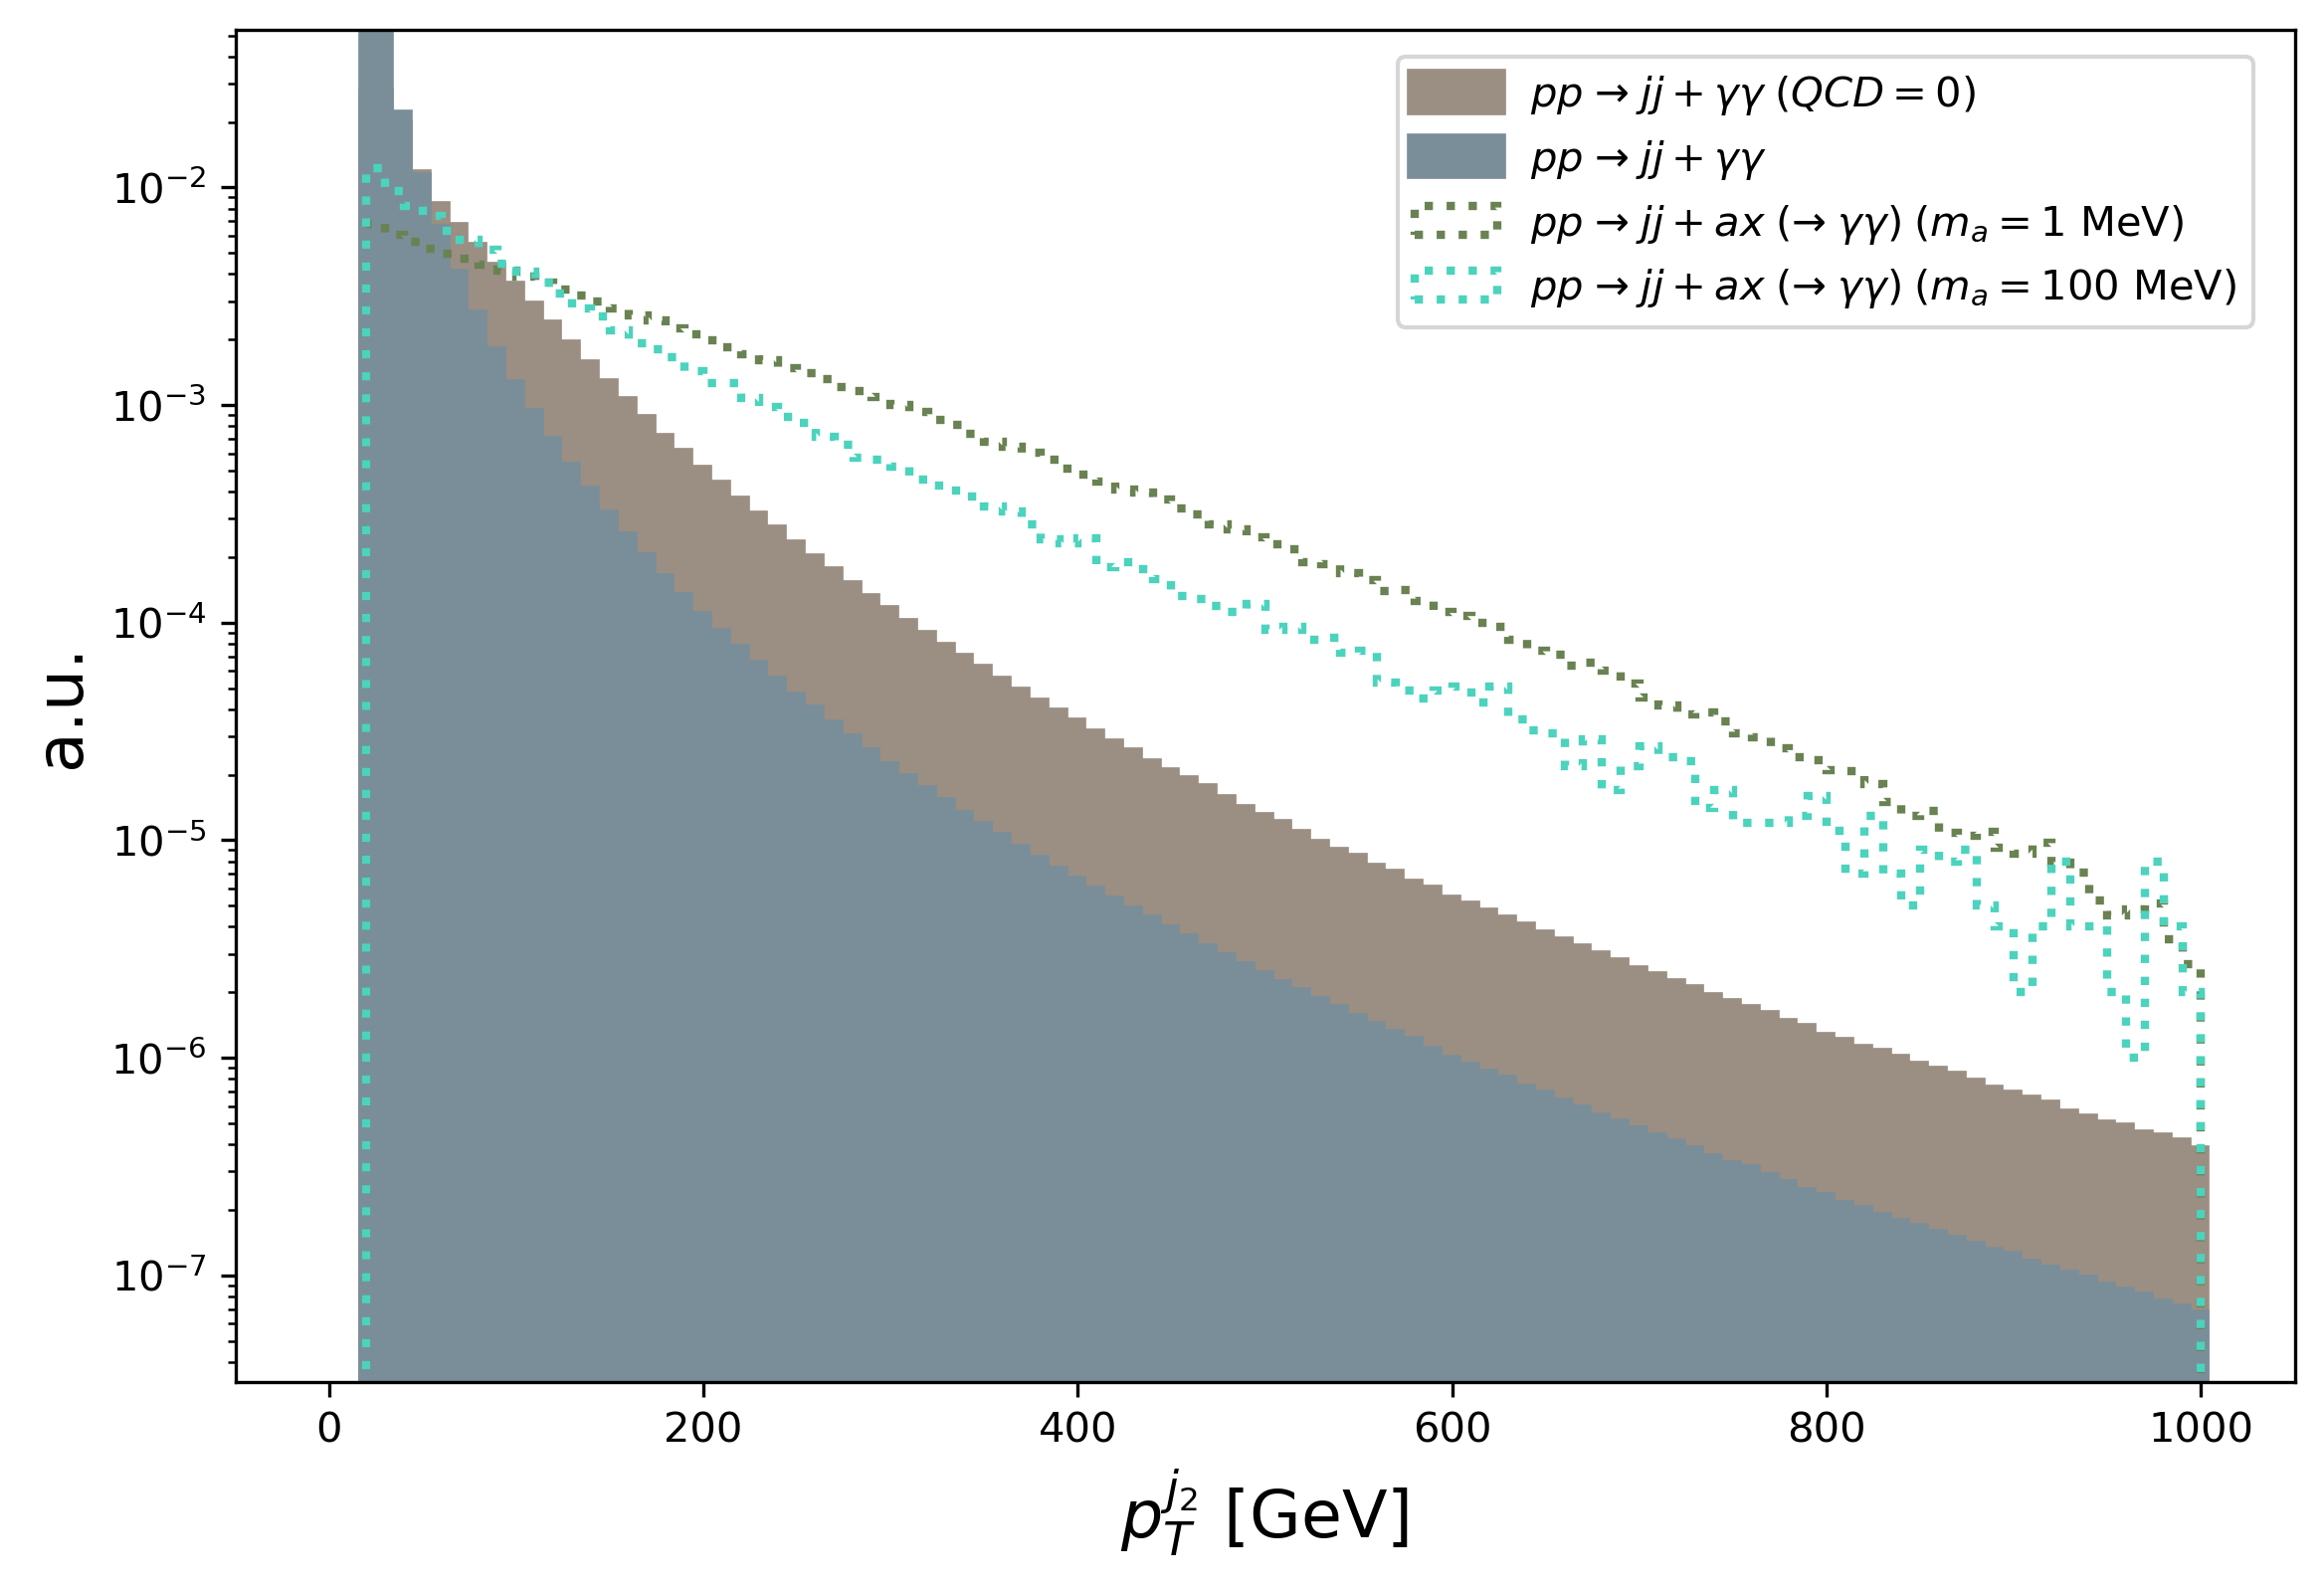 pp → jj + γγ (QCD = 0)
pp → jj + γγ
pp → jj + ax (→ γγ) (mₐ = 1 MeV)
pp → jj + ax (→ γγ) (mₐ = 100 MeV)
a.u.
10⁻²
10⁻³
10⁻⁴
10⁻⁵
10⁻⁶
10⁻⁷
0 200 400 600 800 1000
p_T^{j_2} [GeV]